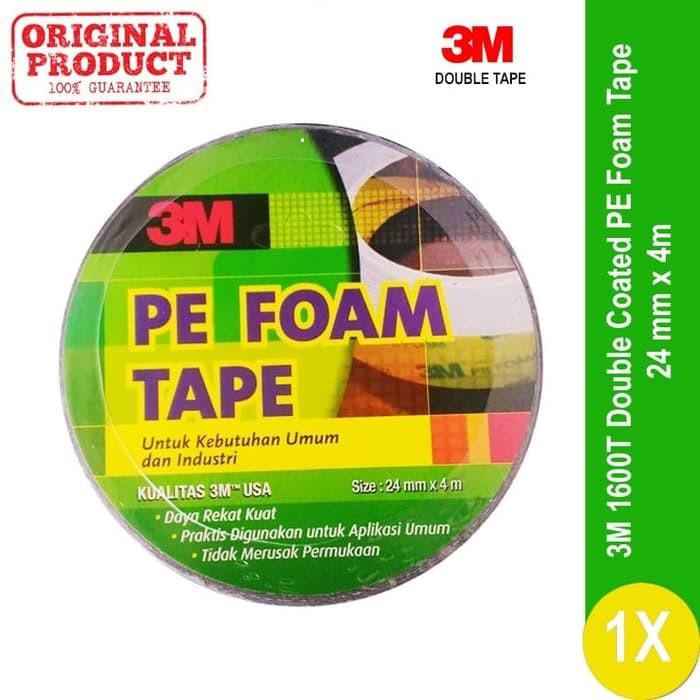 ORIGINAL
PRODUCT
100% GUARANTEE
3M
DOUBLE TAPE
3M
PE FOAM
TAPE
Untuk Kebutuhan Umum
dan Industri
KUALITAS 3M™ USA
Size : 24 mm x 4 m
• Daya Rekat Kuat
• Praktis Digunakan untuk Aplikasi Umum
• Tidak Merusak Permukaan
3M
3M 1600T Double Coated PE Foam Tape
24 mm x 4m
1X